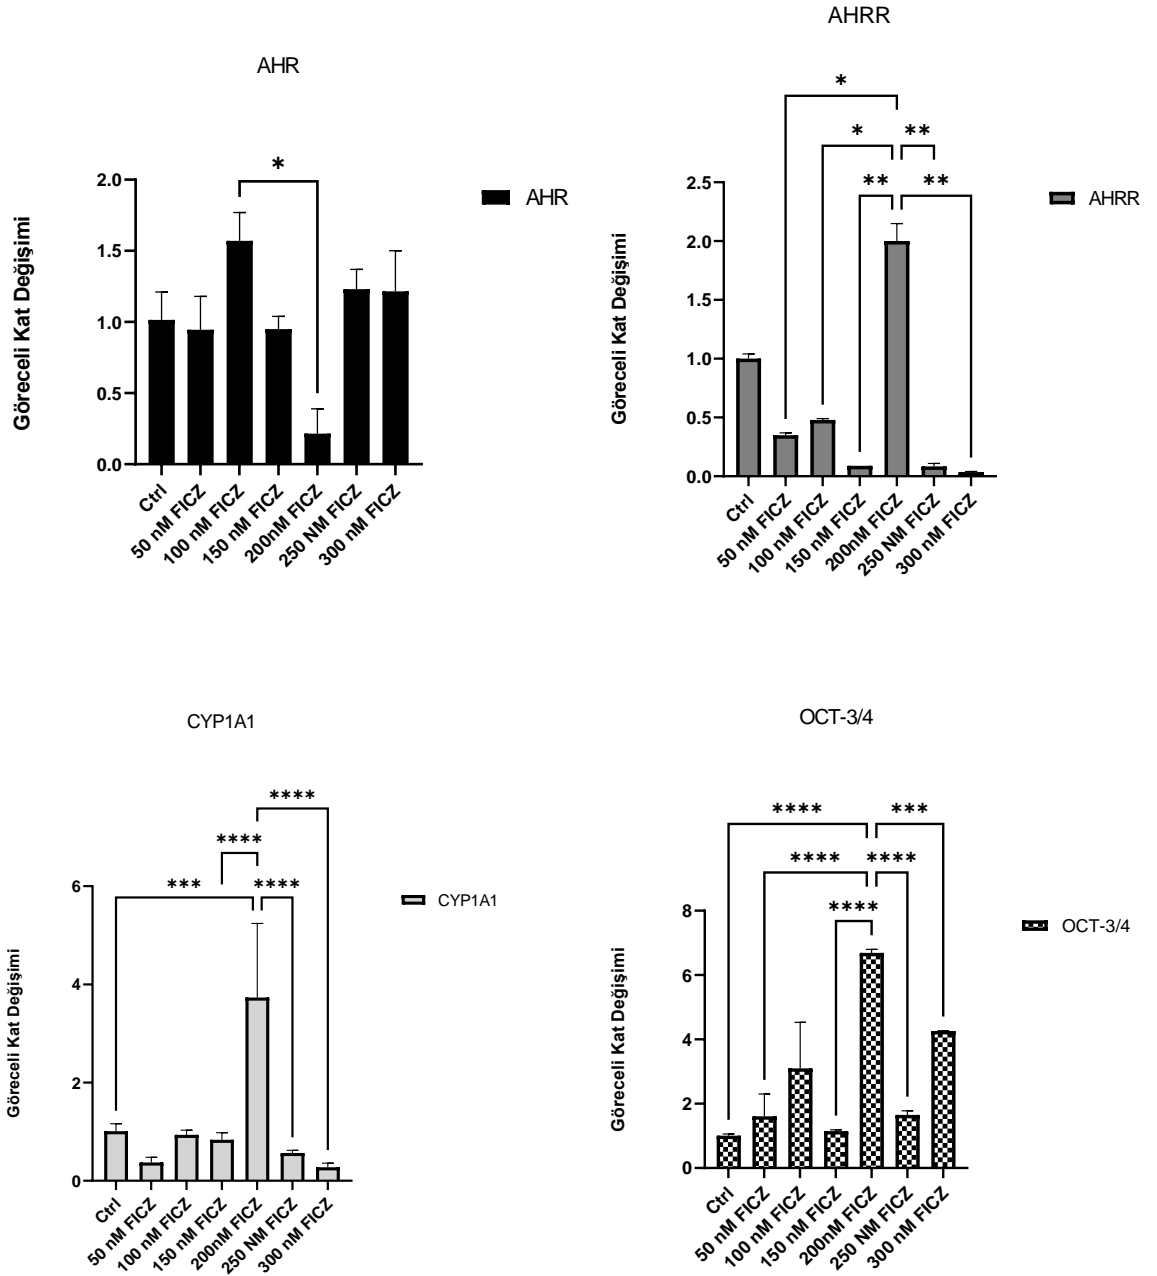 AHR
*
2.0
1.5
1.0
0.5
0.0
Göreceli Kat Değişimi
Ctrl
50 nM FICZ
100 nM FICZ
150 nM FICZ
200nM FICZ
250 NM FICZ
300 nM FICZ
AHR
AHRR
*
* **
** **
2.5
2.0
1.5
1.0
0.5
0.0
Göreceli Kat Değişimi
Ctrl
50 nM FICZ
100 nM FICZ
150 nM FICZ
200nM FICZ
250 NM FICZ
300 nM FICZ
AHRR
CYP1A1
****
****
*** ****
6
4
2
0
Göreceli Kat Değişimi
Ctrl
50 nM FICZ
100 nM FICZ
150 nM FICZ
200nM FICZ
250 NM FICZ
300 nM FICZ
CYP1A1
OCT-3/4
**** ***
**** ****
****
8
6
4
2
0
Göreceli Kat Değişimi
Ctrl
50 nM FICZ
100 nM FICZ
150 nM FICZ
200nM FICZ
250 NM FICZ
300 nM FICZ
OCT-3/4